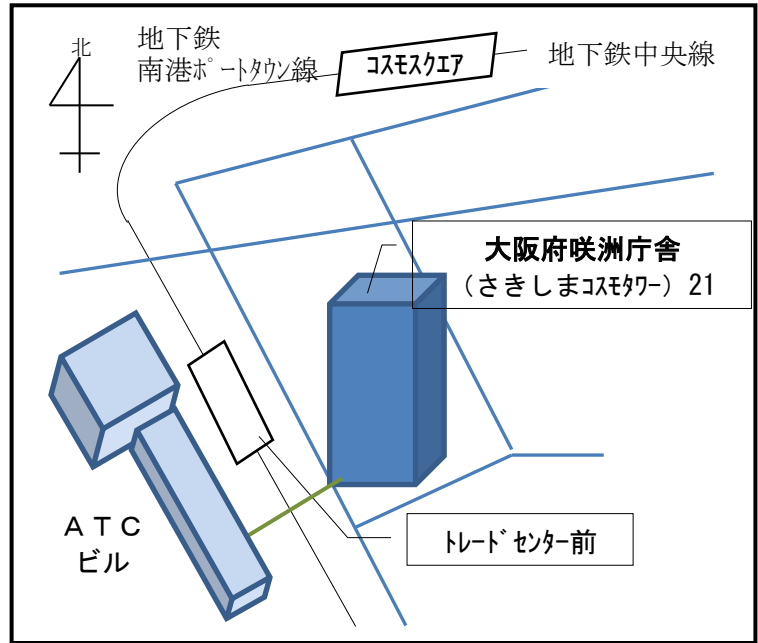 北
地下鉄
南港ﾎﾟｰﾄﾀｳﾝ線
ｺｽﾓｽｸｴｱ
地下鉄中央線
大阪府咲洲庁舎
（さきしまｺｽﾓﾀﾜｰ）21
ＡＴＣ
ビル
ﾄﾚｰﾄﾞｾﾝﾀｰ前